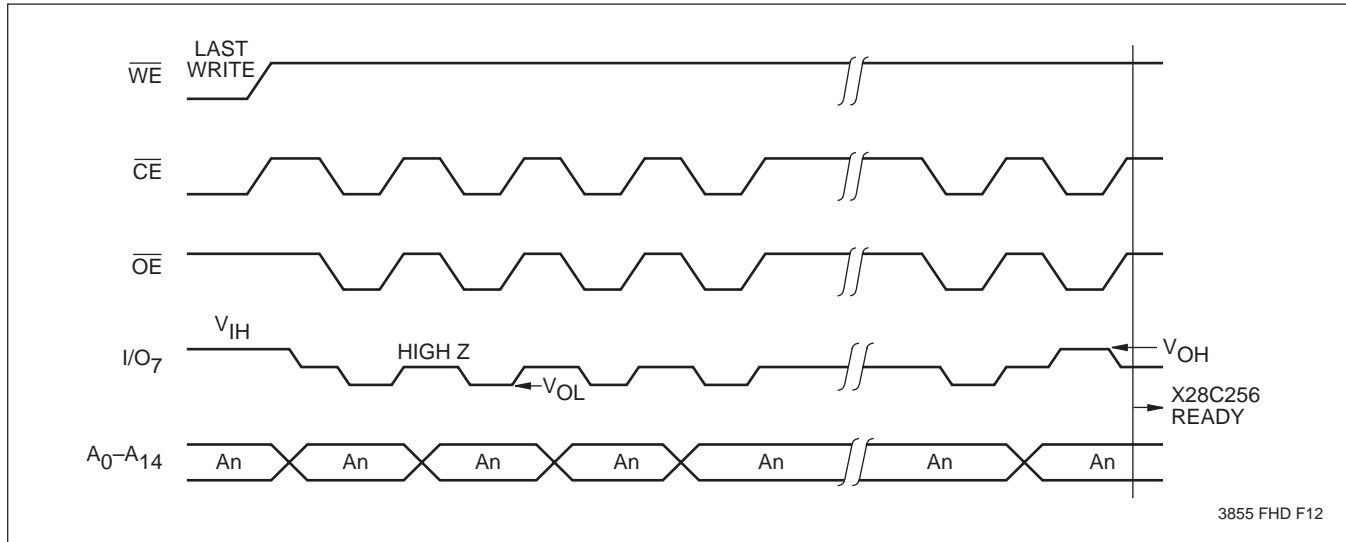 LAST
WRITE
WE
CE
OE
VIH
I/O7
HIGH Z
VOL
VOH
X28C256
READY
A0–A14
An An An An An An An
3855 FHD F12